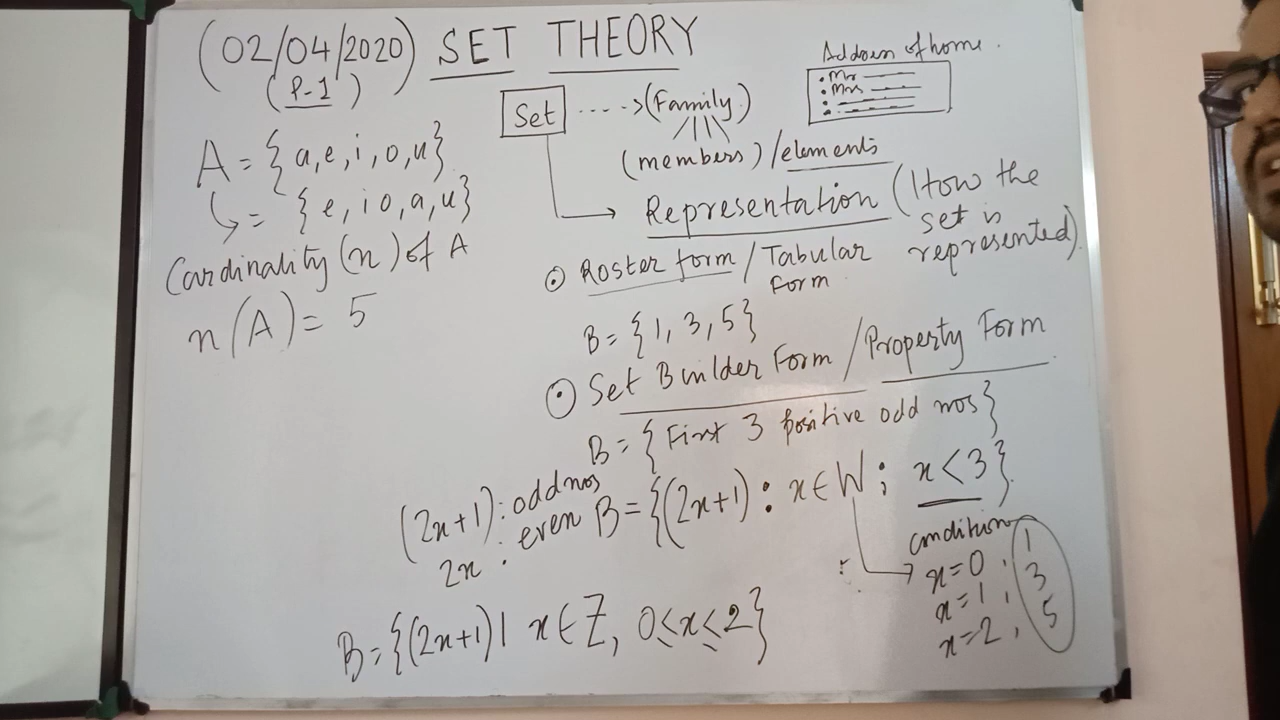 (02/04/2020) SET THEORY
(P-1)
A = {a,e,i,o,u}
= {e,i o,a,u}
Cardinality (n) of A
n(A) = 5
Set ----> (Family)
(members)/elements
Address of home.
• Mr
• Mrs
Representation (How the
set is
represented).
⊙ Roster form / Tabular
Form
B = {1, 3, 5}
⊙ Set Builder Form / Property Form
B = {First 3 positive odd nos}
(2x+1) : odd nos
2x : even
B = {(2x+1) : x∈W ; x<3}
condition
x=0 , 1
x=1 , 3
x=2 , 5
B = {(2x+1) | x∈Z, 0≤x≤2}